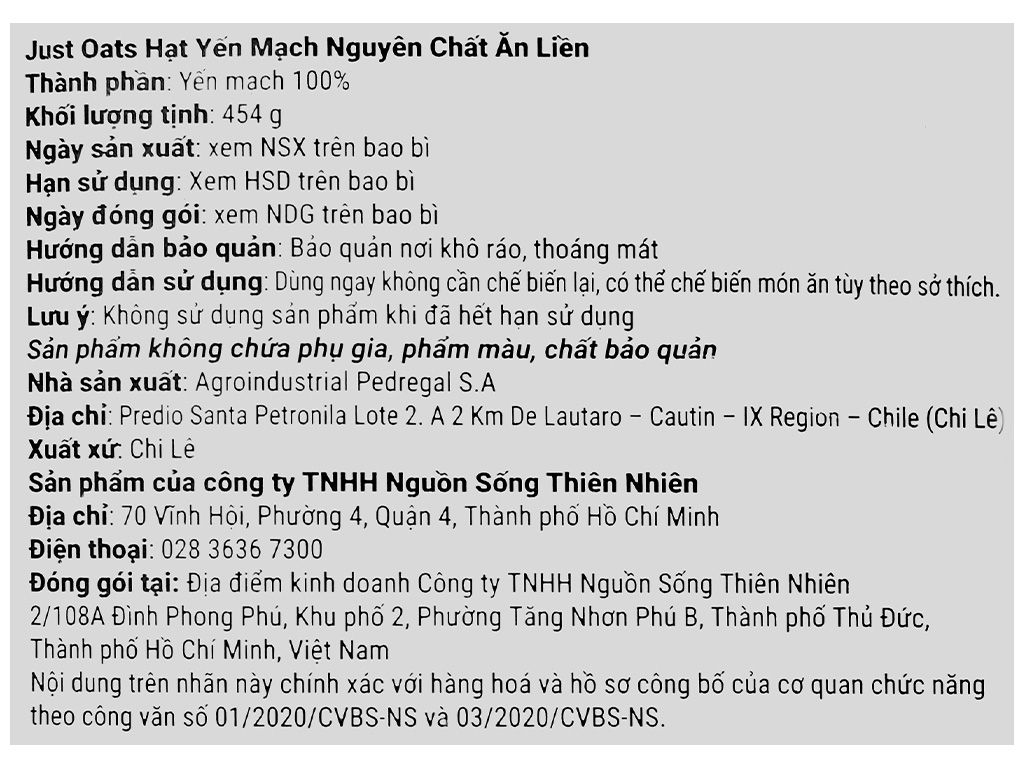 Just Oats Hạt Yến Mạch Nguyên Chất Ăn Liền
Thành phần: Yến mach 100%
Khối lượng tịnh: 454 g
Ngày sản xuất: xem NSX trên bao bì
Hạn sử dụng: Xem HSD trên bao bì
Ngày đóng gói: xem NDG trên bao bì
Hướng dẫn bảo quản: Bảo quản nơi khô ráo, thoáng mát
Hướng dẫn sử dụng: Dùng ngay không cần chế biến lại, có thể chế biến món ăn tùy theo sở thích.
Lưu ý: Không sử dụng sản phẩm khi đã hết hạn sử dụng
Sản phẩm không chứa phụ gia, phẩm màu, chất bảo quản
Nhà sản xuất: Agroindustrial Pedregal S.A
Địa chỉ: Predio Santa Petronila Lote 2. A 2 Km De Lautaro – Cautin – IX Region – Chile (Chi Lê)
Xuất xứ: Chi Lê
Sản phẩm của công ty TNHH Nguồn Sống Thiên Nhiên
Địa chỉ: 70 Vĩnh Hội, Phường 4, Quận 4, Thành phố Hồ Chí Minh
Điện thoại: 028 3636 7300
Đóng gói tại: Địa điểm kinh doanh Công ty TNHH Nguồn Sống Thiên Nhiên
2/108A Đình Phong Phú, Khu phố 2, Phường Tăng Nhơn Phú B, Thành phố Thủ Đức,
Thành phố Hồ Chí Minh, Việt Nam
Nội dung trên nhãn này chính xác với hàng hoá và hồ sơ công bố của cơ quan chức năng
theo công văn số 01/2020/CVBS-NS và 03/2020/CVBS-NS.